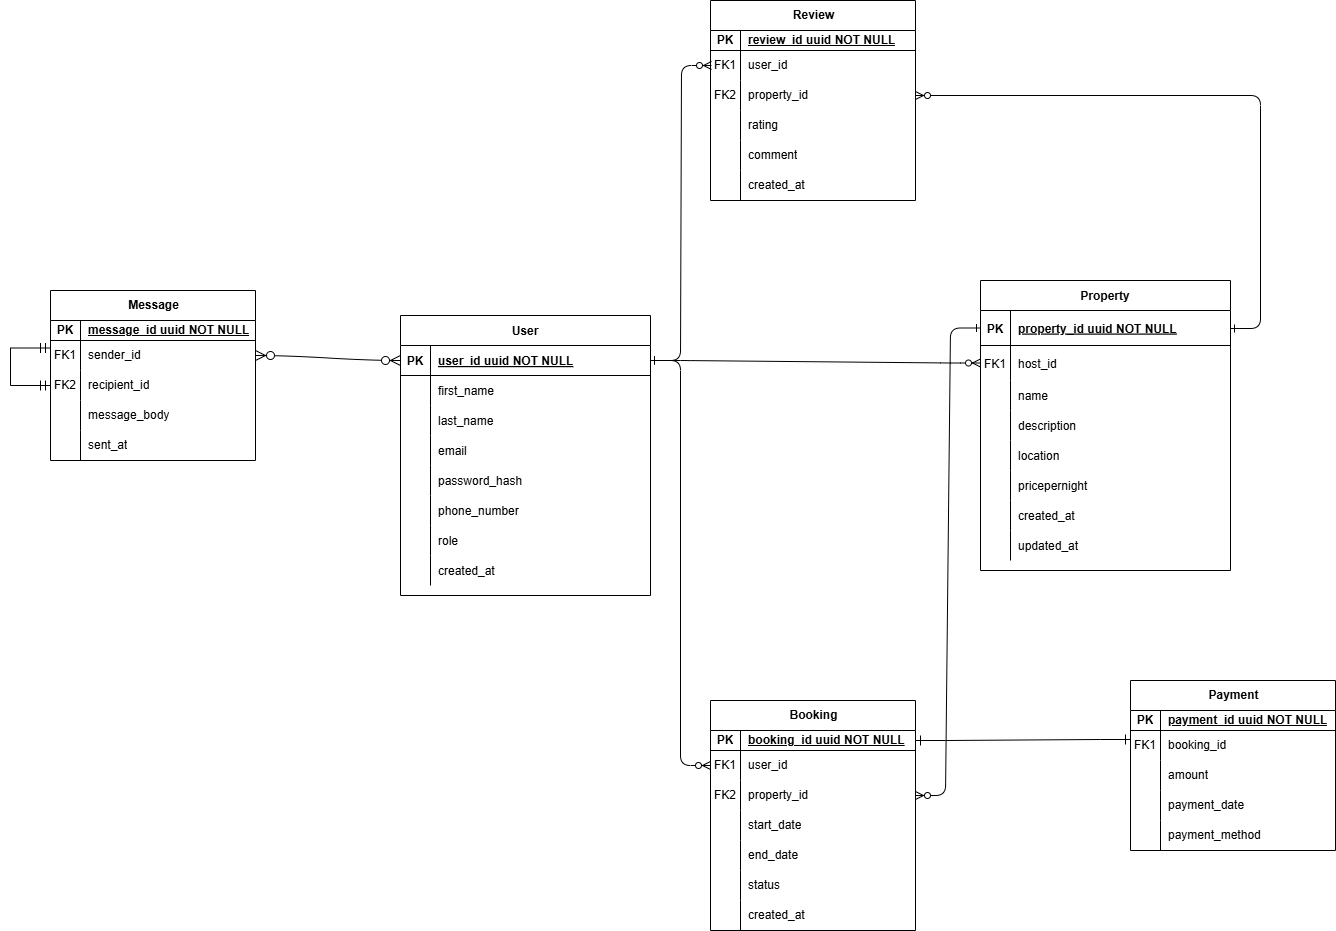 Review
PK review_id uuid NOT NULL
FK1 user_id
FK2 property_id
rating
comment
created_at
Message
PK message_id uuid NOT NULL
FK1 sender_id
FK2 recipient_id
message_body
sent_at
User
PK user_id uuid NOT NULL
first_name
last_name
email
password_hash
phone_number
role
created_at
Property
PK property_id uuid NOT NULL
FK1 host_id
name
description
location
pricepernight
created_at
updated_at
Booking
PK booking_id uuid NOT NULL
FK1 user_id
FK2 property_id
start_date
end_date
status
created_at
Payment
PK payment_id uuid NOT NULL
FK1 booking_id
amount
payment_date
payment_method